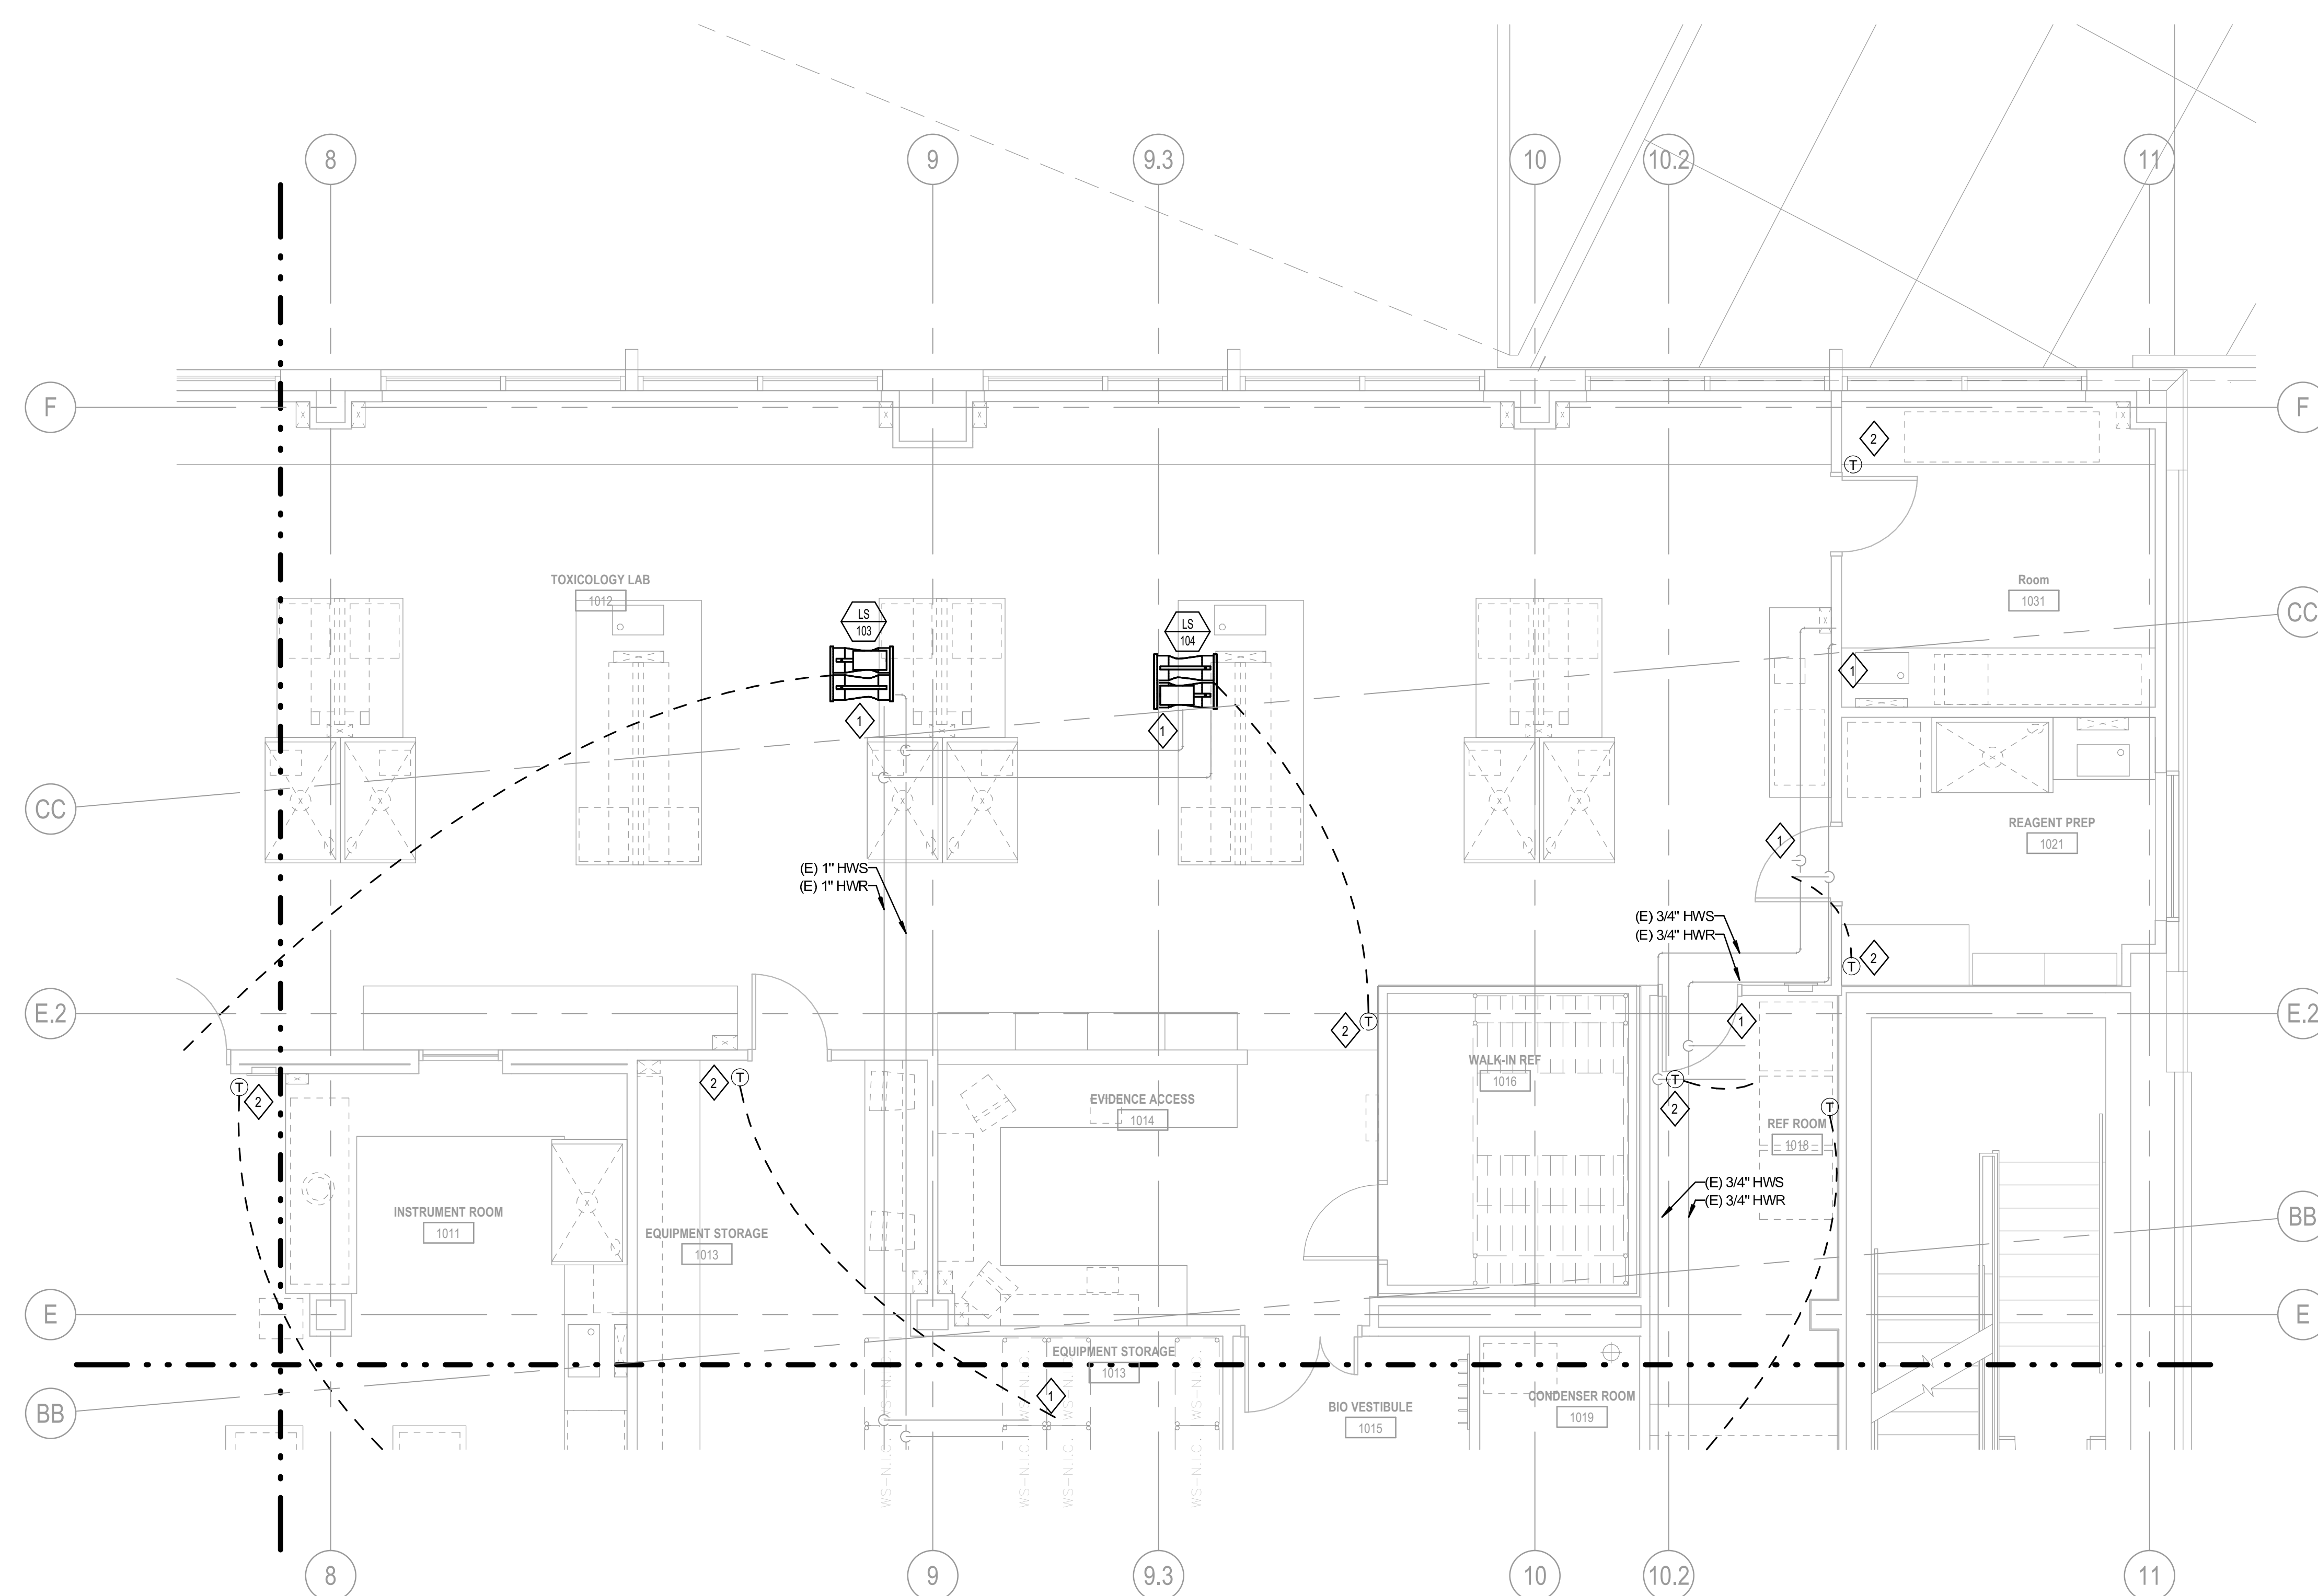 8
9
9.3
10
10.2
11
F
F
2
T
TOXICOLOGY LAB
1012
LS
103
LS
104
Room
1031
CC
1
1
1
CC
REAGENT PREP
1021
1
(E) 1" HWS
(E) 1" HWR
(E) 3/4" HWS
(E) 3/4" HWR
T
2
E.2
E.2
2
T
1
WALK-IN REF
1016
T
2
2
T
T
2
EVIDENCE ACCESS
1014
T
REF ROOM
1018
(E) 3/4" HWS
(E) 3/4" HWR
INSTRUMENT ROOM
1011
EQUIPMENT STORAGE
1013
BB
E
E
EQUIPMENT STORAGE
1013
1
BIO VESTIBULE
1015
CONDENSER ROOM
1019
BB
WS-N.I.C.
WS-N.I.C.
WS-N.I.C.
WS-N.I.C.
8
9
9.3
10
10.2
11